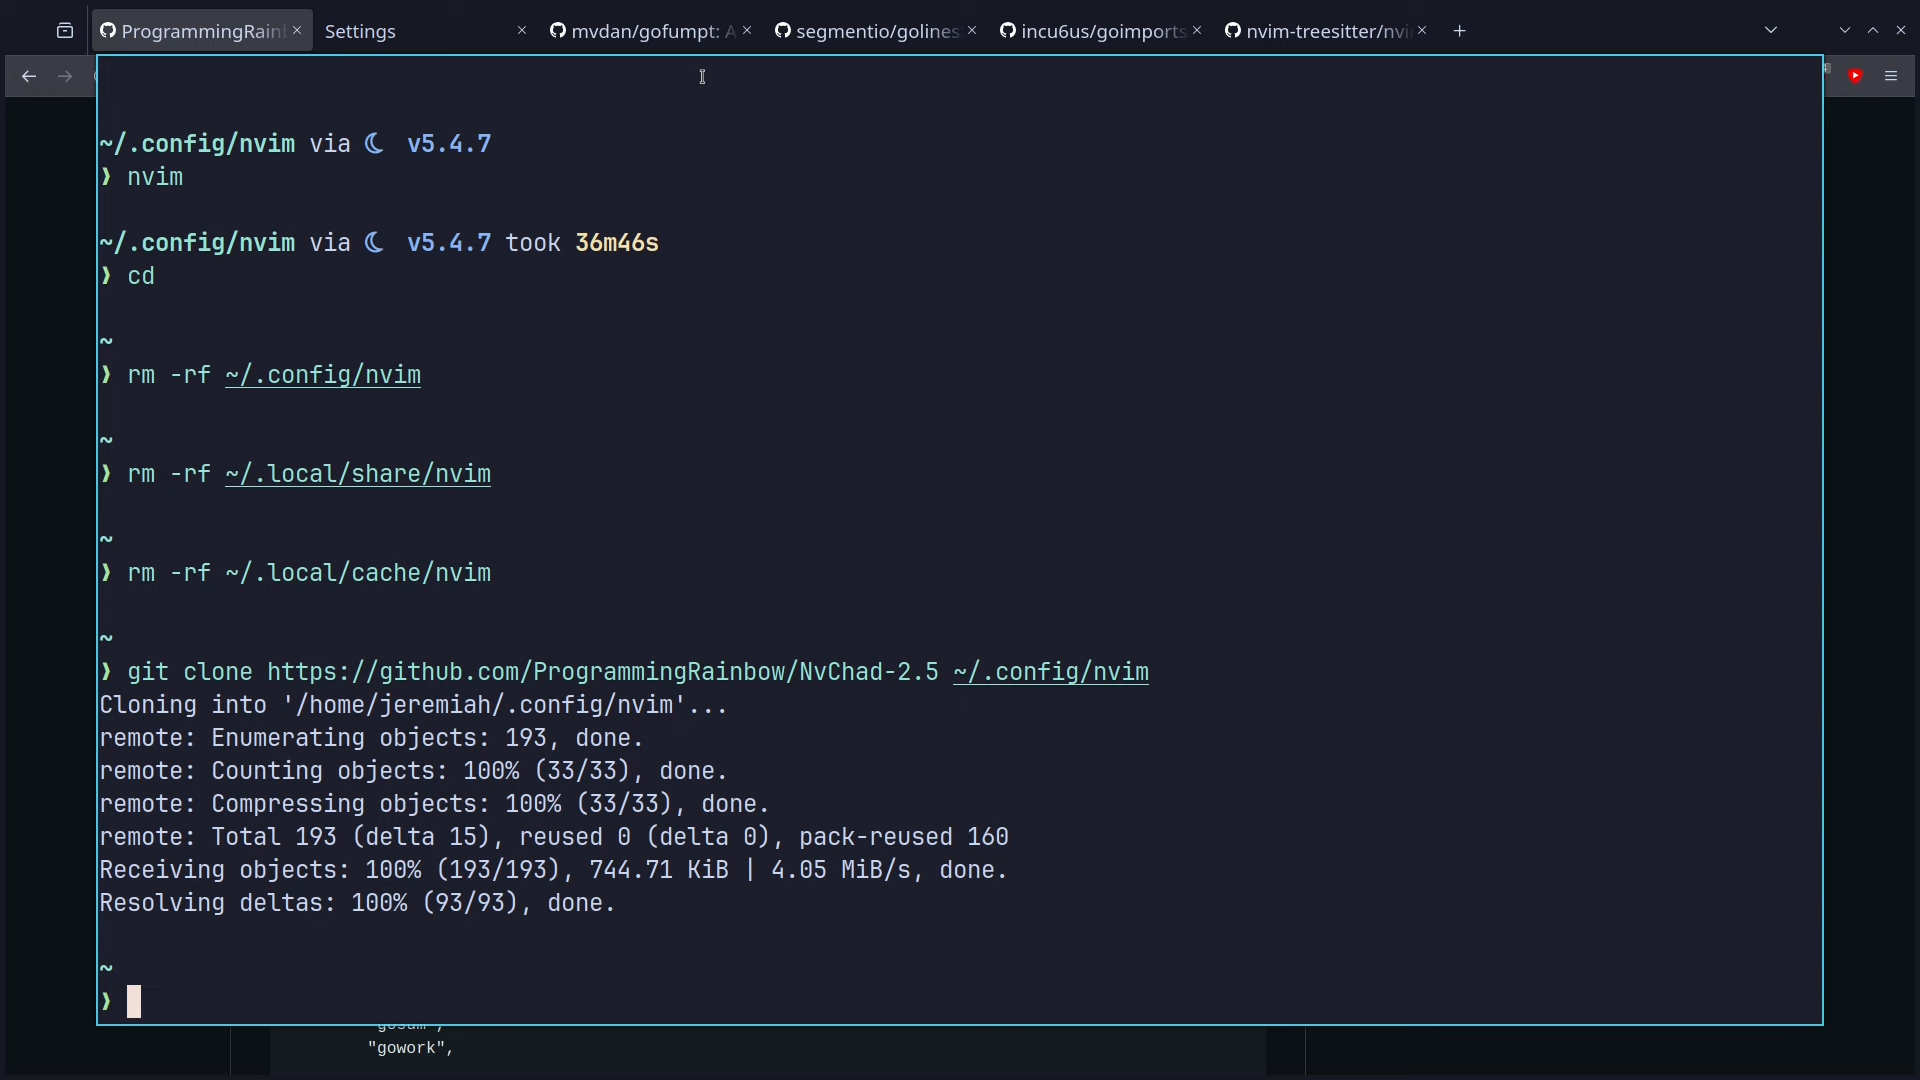 ProgrammingRain
Settings
mvdan/gofumpt: A
segmentio/golines
incu6us/goimports
nvim-treesitter/nvi
~/.config/nvim via v5.4.7
❱ nvim
~/.config/nvim via v5.4.7 took 36m46s
❱ cd
~
❱ rm -rf ~/.config/nvim
~
❱ rm -rf ~/.local/share/nvim
~
❱ rm -rf ~/.local/cache/nvim
~
❱ git clone https://github.com/ProgrammingRainbow/NvChad-2.5 ~/.config/nvim
Cloning into '/home/jeremiah/.config/nvim'...
remote: Enumerating objects: 193, done.
remote: Counting objects: 100% (33/33), done.
remote: Compressing objects: 100% (33/33), done.
remote: Total 193 (delta 15), reused 0 (delta 0), pack-reused 160
Receiving objects: 100% (193/193), 744.71 KiB | 4.05 MiB/s, done.
Resolving deltas: 100% (93/93), done.
~
❱
"gowork",